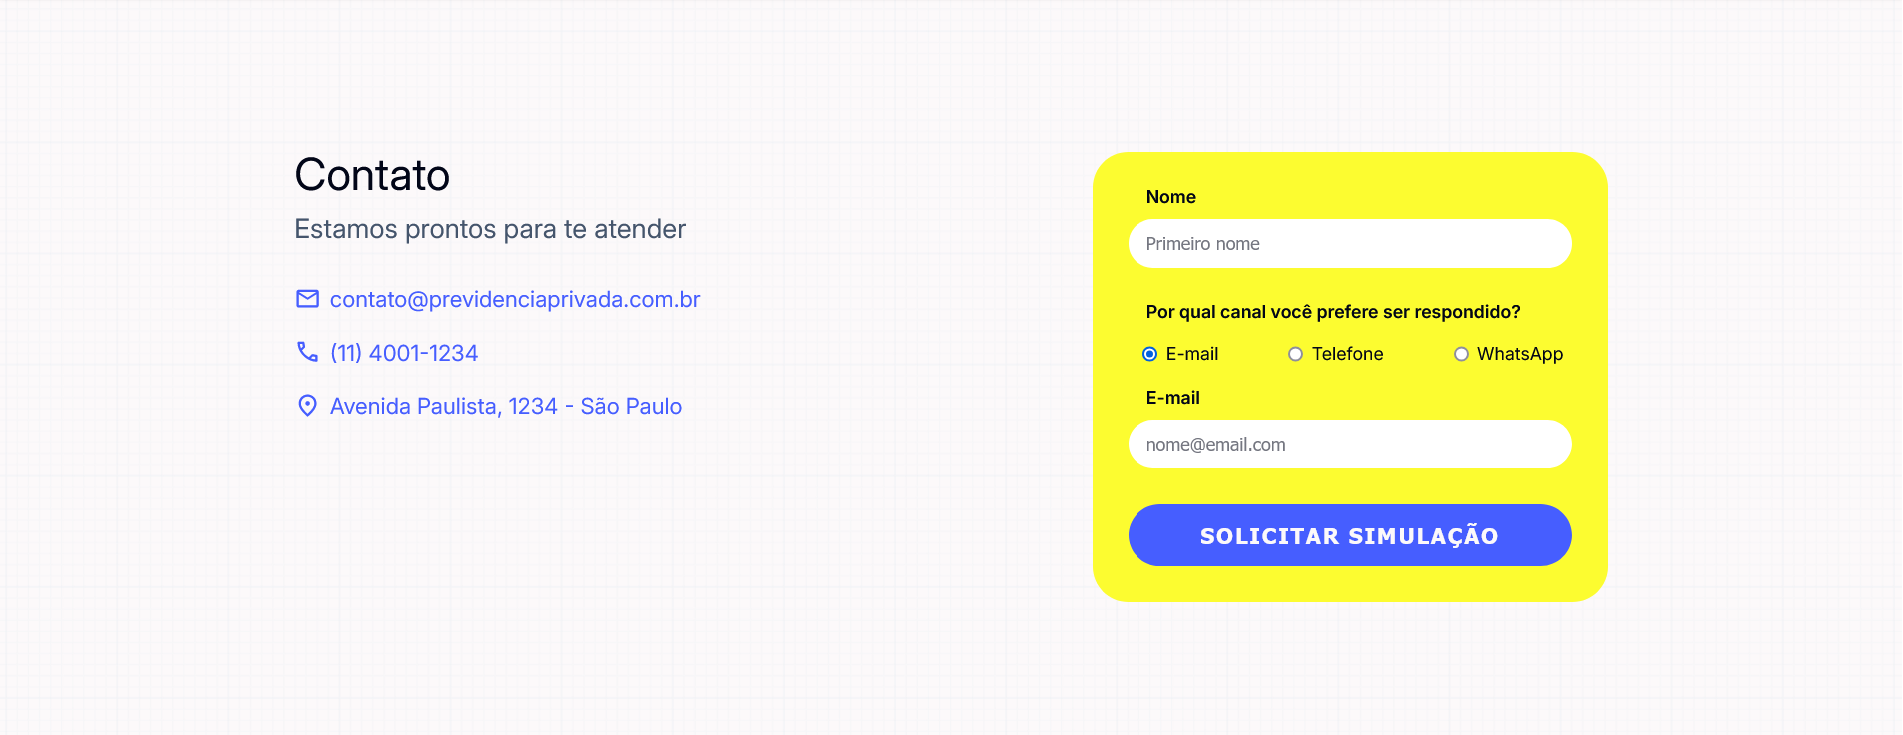 Contato
Estamos prontos para te atender
contato@previdenciaprivada.com.br
(11) 4001-1234
Avenida Paulista, 1234 - São Paulo
Nome
Primeiro nome
Por qual canal você prefere ser respondido?
E-mail Telefone WhatsApp
E-mail
nome@email.com
SOLICITAR SIMULAÇÃO